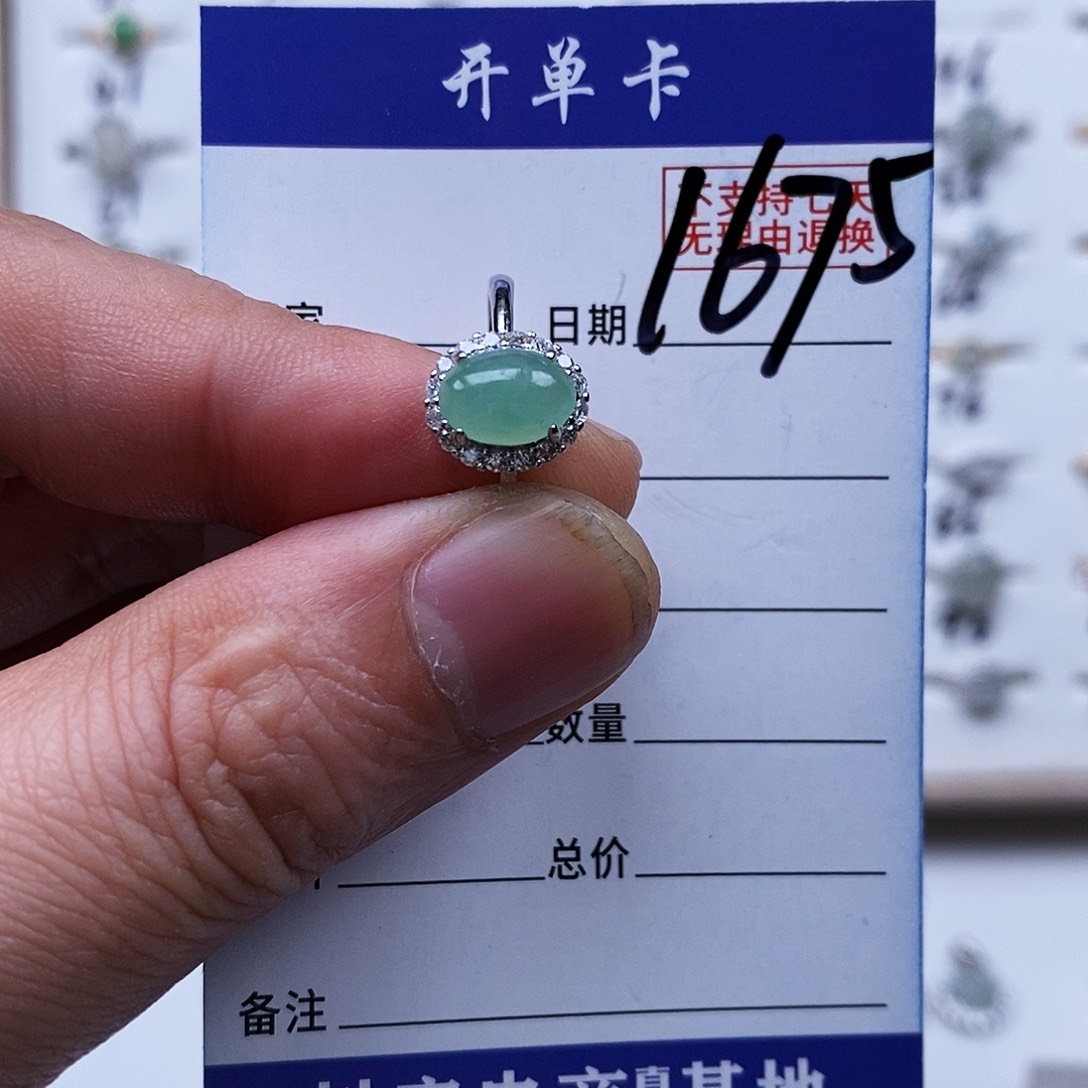 开单卡
1675
不支持七天
无理由退换
日期
数量
总价
备注